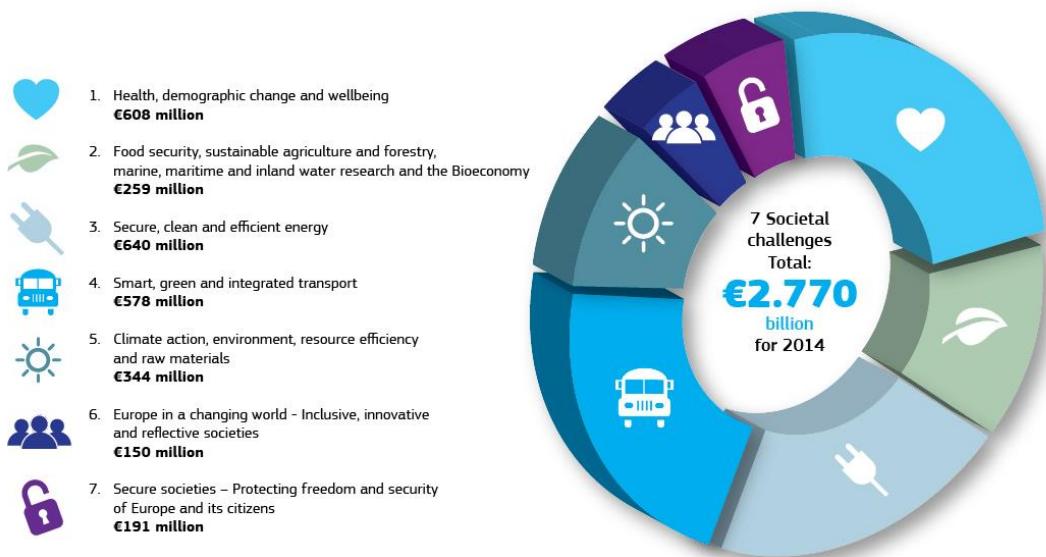 1. Health, demographic change and wellbeing
€608 million
2. Food security, sustainable agriculture and forestry,
marine, maritime and inland water research and the Bioeconomy
€259 million
3. Secure, clean and efficient energy
€640 million
4. Smart, green and integrated transport
€578 million
5. Climate action, environment, resource efficiency
and raw materials
€344 million
6. Europe in a changing world - Inclusive, innovative
and reflective societies
€150 million
7. Secure societies – Protecting freedom and security
of Europe and its citizens
€191 million
7 Societal
challenges
Total:
€2.770
billion
for 2014